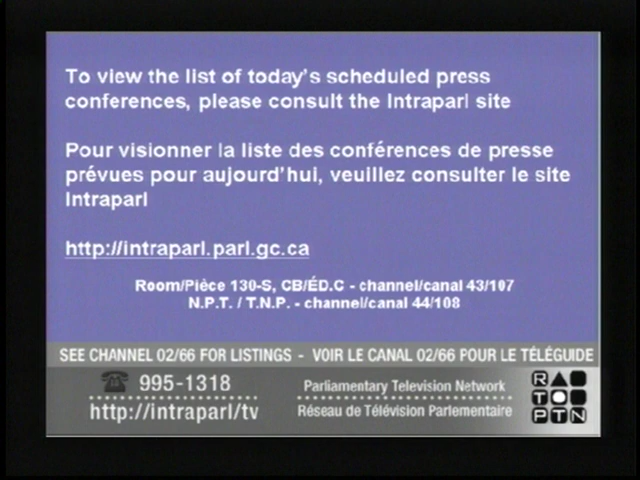 To view the list of today's scheduled press
conferences, please consult the Intraparl site
Pour visionner la liste des conférences de presse
prévues pour aujourd'hui, veuillez consulter le site
Intraparl
http://intraparl.parl.gc.ca
Room/Pièce 130-S, CB/ÉD.C - channel/canal 43/107
N.P.T. / T.N.P. - channel/canal 44/108
SEE CHANNEL 02/66 FOR LISTINGS - VOIR LE CANAL 02/66 POUR LE TÉLÉGUIDE
995-1318
http://intraparl/tv
Parliamentary Television Network
Réseau de Télévision Parlementaire
R
T
PTN